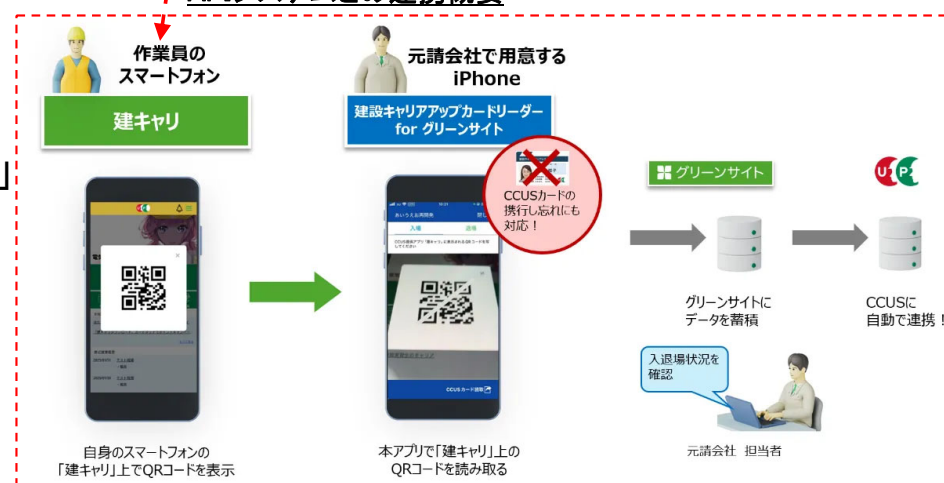 連携概要
作業員の
スマートフォン
元請会社で用意する
iPhone
建キャリ
建設キャリアアップカードリーダー
for グリーンサイト
」
CCUSカードの
携行し忘れにも
対応！
グリーンサイト
入場
退場
CCUSカード読取
グリーンサイトに
データを蓄積
CCUSに
自動で連携！
入退場状況を
確認
元請会社 担当者
自身のスマートフォンの
「建キャリ」上でQRコードを表示
本アプリで「建キャリ」上の
QRコードを読み取る